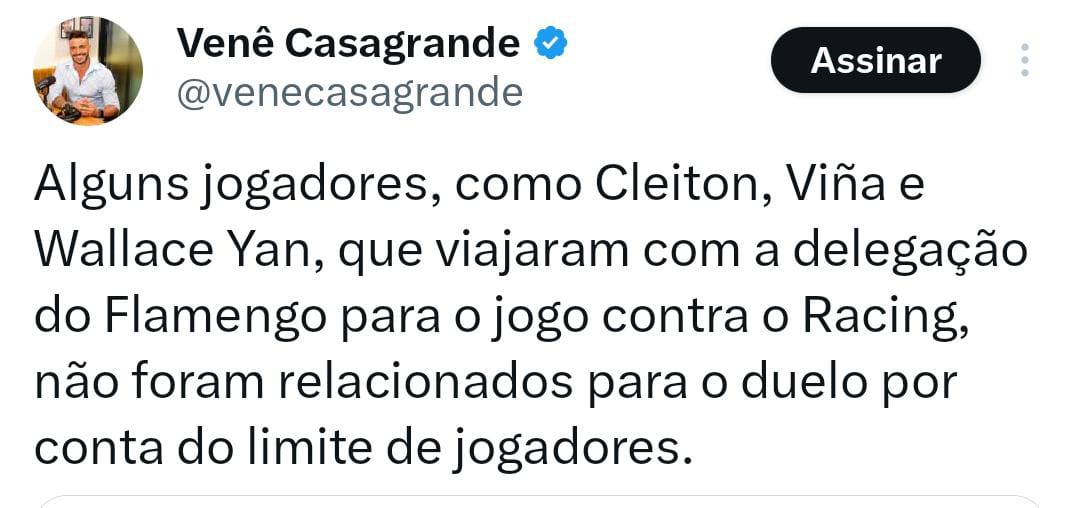 Venê Casagrande
@venecasagrande
Assinar
Alguns jogadores, como Cleiton, Viña e
Wallace Yan, que viajaram com a delegação
do Flamengo para o jogo contra o Racing,
não foram relacionados para o duelo por
conta do limite de jogadores.